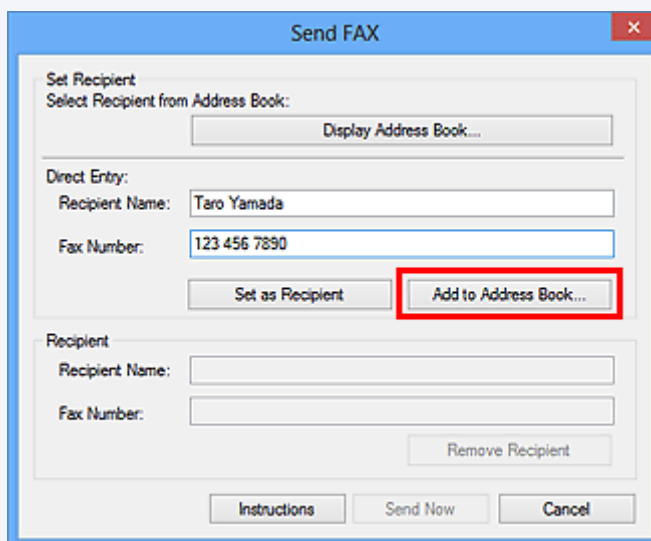 Send FAX
Set Recipient
Select Recipient from Address Book:
Display Address Book...
Direct Entry:
Recipient Name: Taro Yamada
Fax Number: 123 456 7890
Set as Recipient Add to Address Book...
Recipient
Recipient Name:
Fax Number:
Remove Recipient
Instructions Send Now Cancel